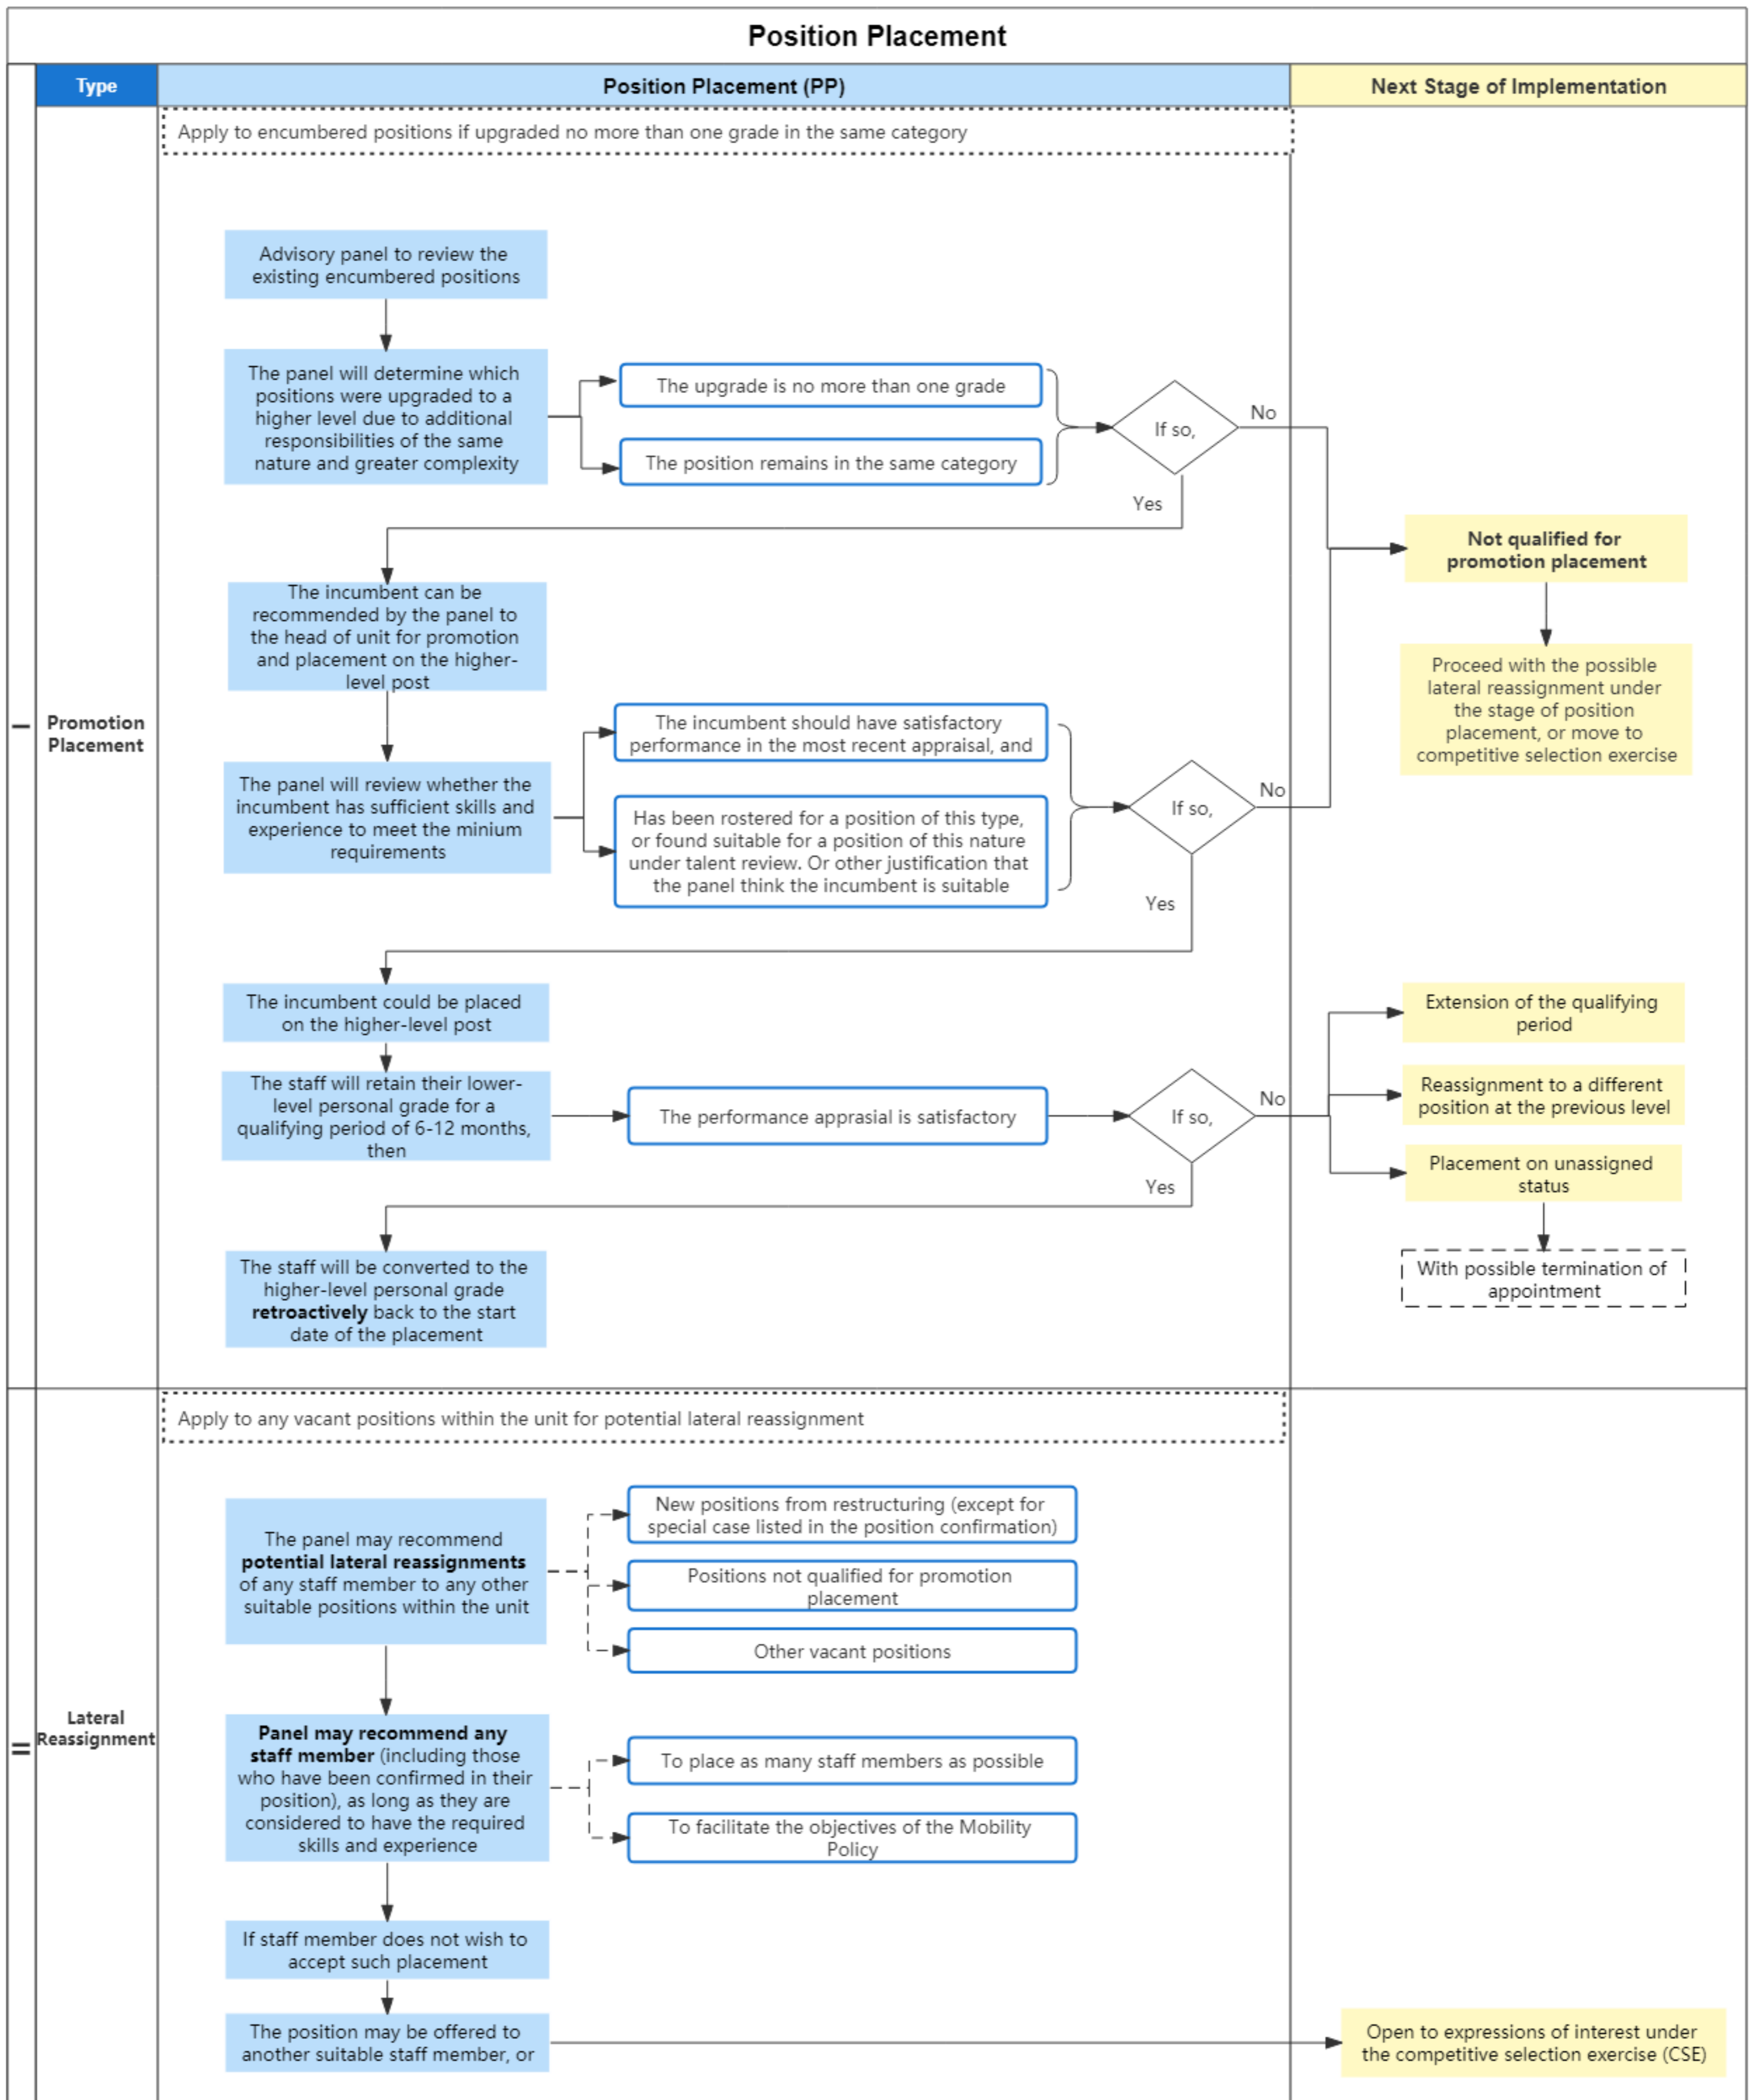 Position Placement
Type
Position Placement (PP)
Next Stage of Implementation
一
Promotion
Placement
Apply to encumbered positions if upgraded no more than one grade in the same category
Advisory panel to review the
existing encumbered positions
The panel will determine which
positions were upgraded to a
higher level due to additional
responsibilities of the same
nature and greater complexity
The upgrade is no more than one grade
The position remains in the same category
If so,
No
Yes
Not qualified for
promotion placement
Proceed with the possible
lateral reassignment under
the stage of position
placement, or move to
competitive selection exercise
The incumbent can be
recommended by the panel to
the head of unit for promotion
and placement on the higher-
level post
The panel will review whether the
incumbent has sufficient skills and
experience to meet the minium
requirements
The incumbent should have satisfactory
performance in the most recent appraisal, and
Has been rostered for a position of this type,
or found suitable for a position of this nature
under talent review. Or other justification that
the panel think the incumbent is suitable
If so,
No
Yes
The incumbent could be placed
on the higher-level post
The staff will retain their lower-
level personal grade for a
qualifying period of 6-12 months,
then
The performance apprasial is satisfactory
If so,
No
Yes
Extension of the qualifying
period
Reassignment to a different
position at the previous level
Placement on unassigned
status
With possible termination of
appointment
The staff will be converted to the
higher-level personal grade
retroactively back to the start
date of the placement
二
Lateral
Reassignment
Apply to any vacant positions within the unit for potential lateral reassignment
The panel may recommend
potential lateral reassignments
of any staff member to any other
suitable positions within the unit
New positions from restructuring (except for
special case listed in the position confirmation)
Positions not qualified for promotion
placement
Other vacant positions
Panel may recommend any
staff member (including those
who have been confirmed in their
position), as long as they are
considered to have the required
skills and experience
To place as many staff members as possible
To facilitate the objectives of the Mobility
Policy
If staff member does not wish to
accept such placement
The position may be offered to
another suitable staff member, or
Open to expressions of interest under
the competitive selection exercise (CSE)